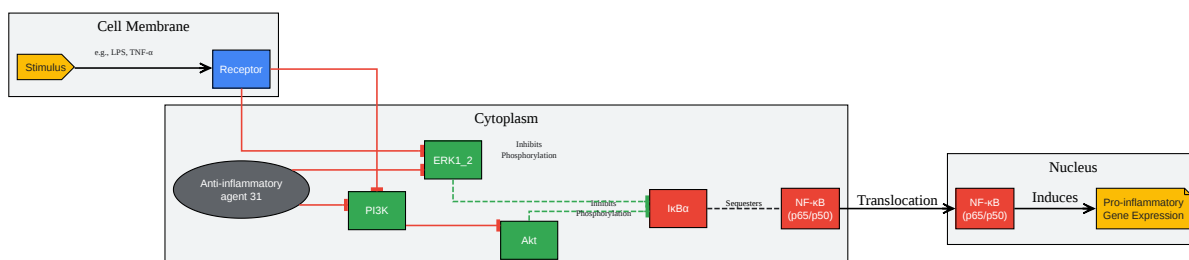 Cell Membrane
Stimulus
e.g., LPS, TNF-α
Receptor
Cytoplasm
Anti-inflammatory
agent 31
ERK1_2
Inhibits
Phosphorylation
PI3K
Akt
Inhibits
Phosphorylation
IκBα
Sequesters
NF-κB
(p65/p50)
Translocation
Nucleus
NF-κB
(p65/p50)
Induces
Pro-inflammatory
Gene Expression